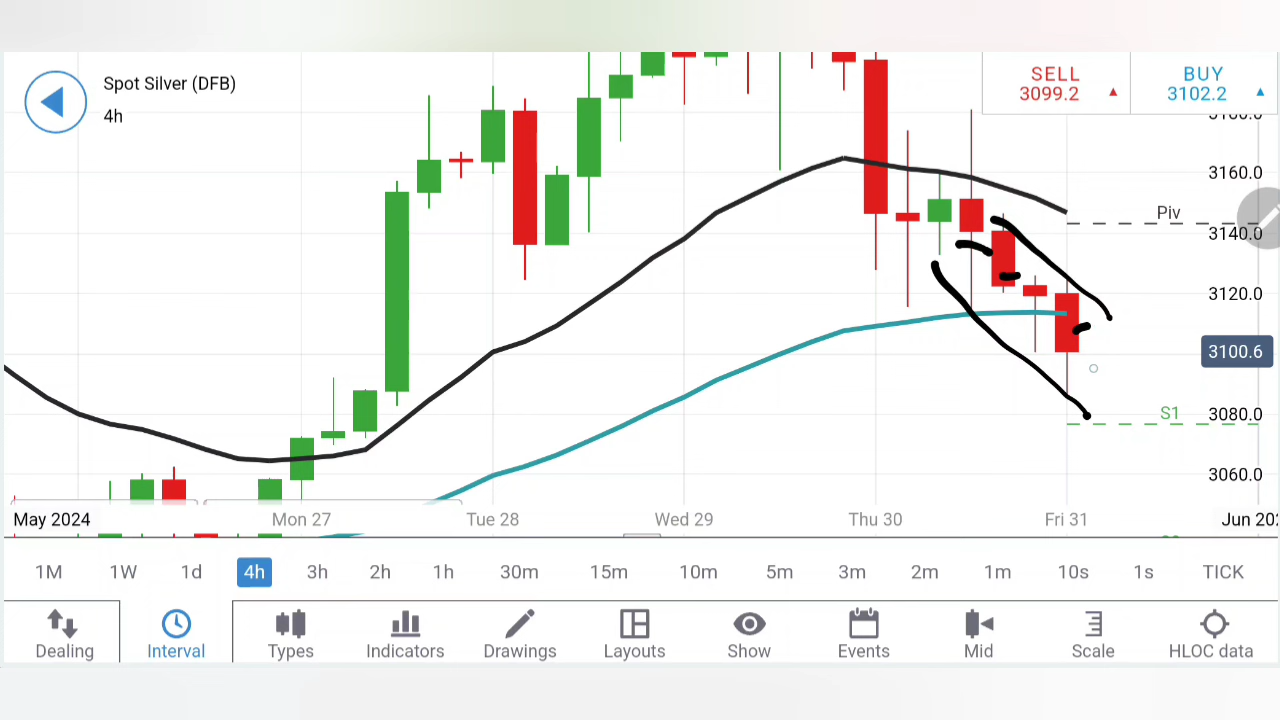 Spot Silver (DFB)
4h
SELL
3099.2
BUY
3102.2
3160.0
Piv
3140.0
3120.0
3100.6
S1
3080.0
3060.0
May 2024
Mon 27
Tue 28
Wed 29
Thu 30
Fri 31
1M 1W 1d 4h 3h 2h 1h 30m 15m 10m 5m 3m 2m 1m 10s 1s TICK
Dealing Interval Types Indicators Drawings Layouts Show Events Mid Scale HLOC data